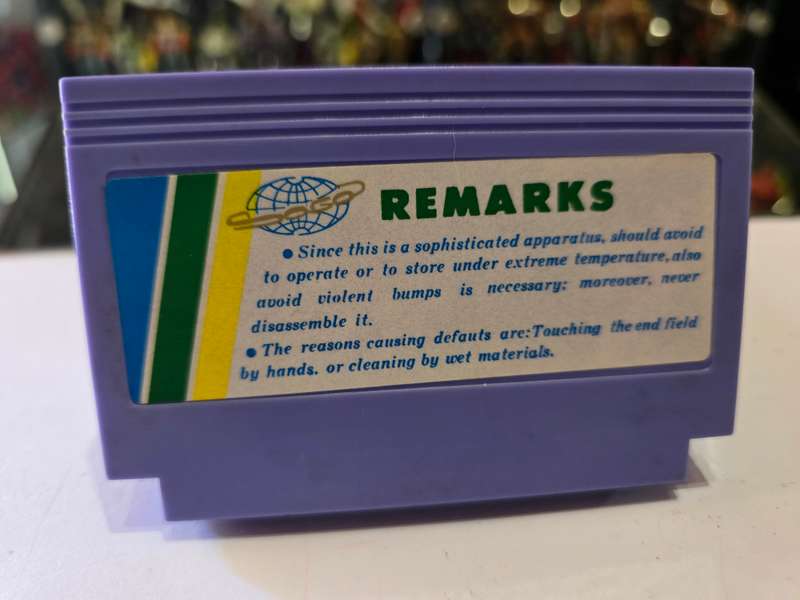 REMARKS
● Since this is a sophisticated apparatus, should avoid
to operate or to store under extreme temperature, also
avoid violent bumps is necessary; moreover, never
disassemble it.
● The reasons causing defauts are: Touching the end field
by hands. or cleaning by wet materials.